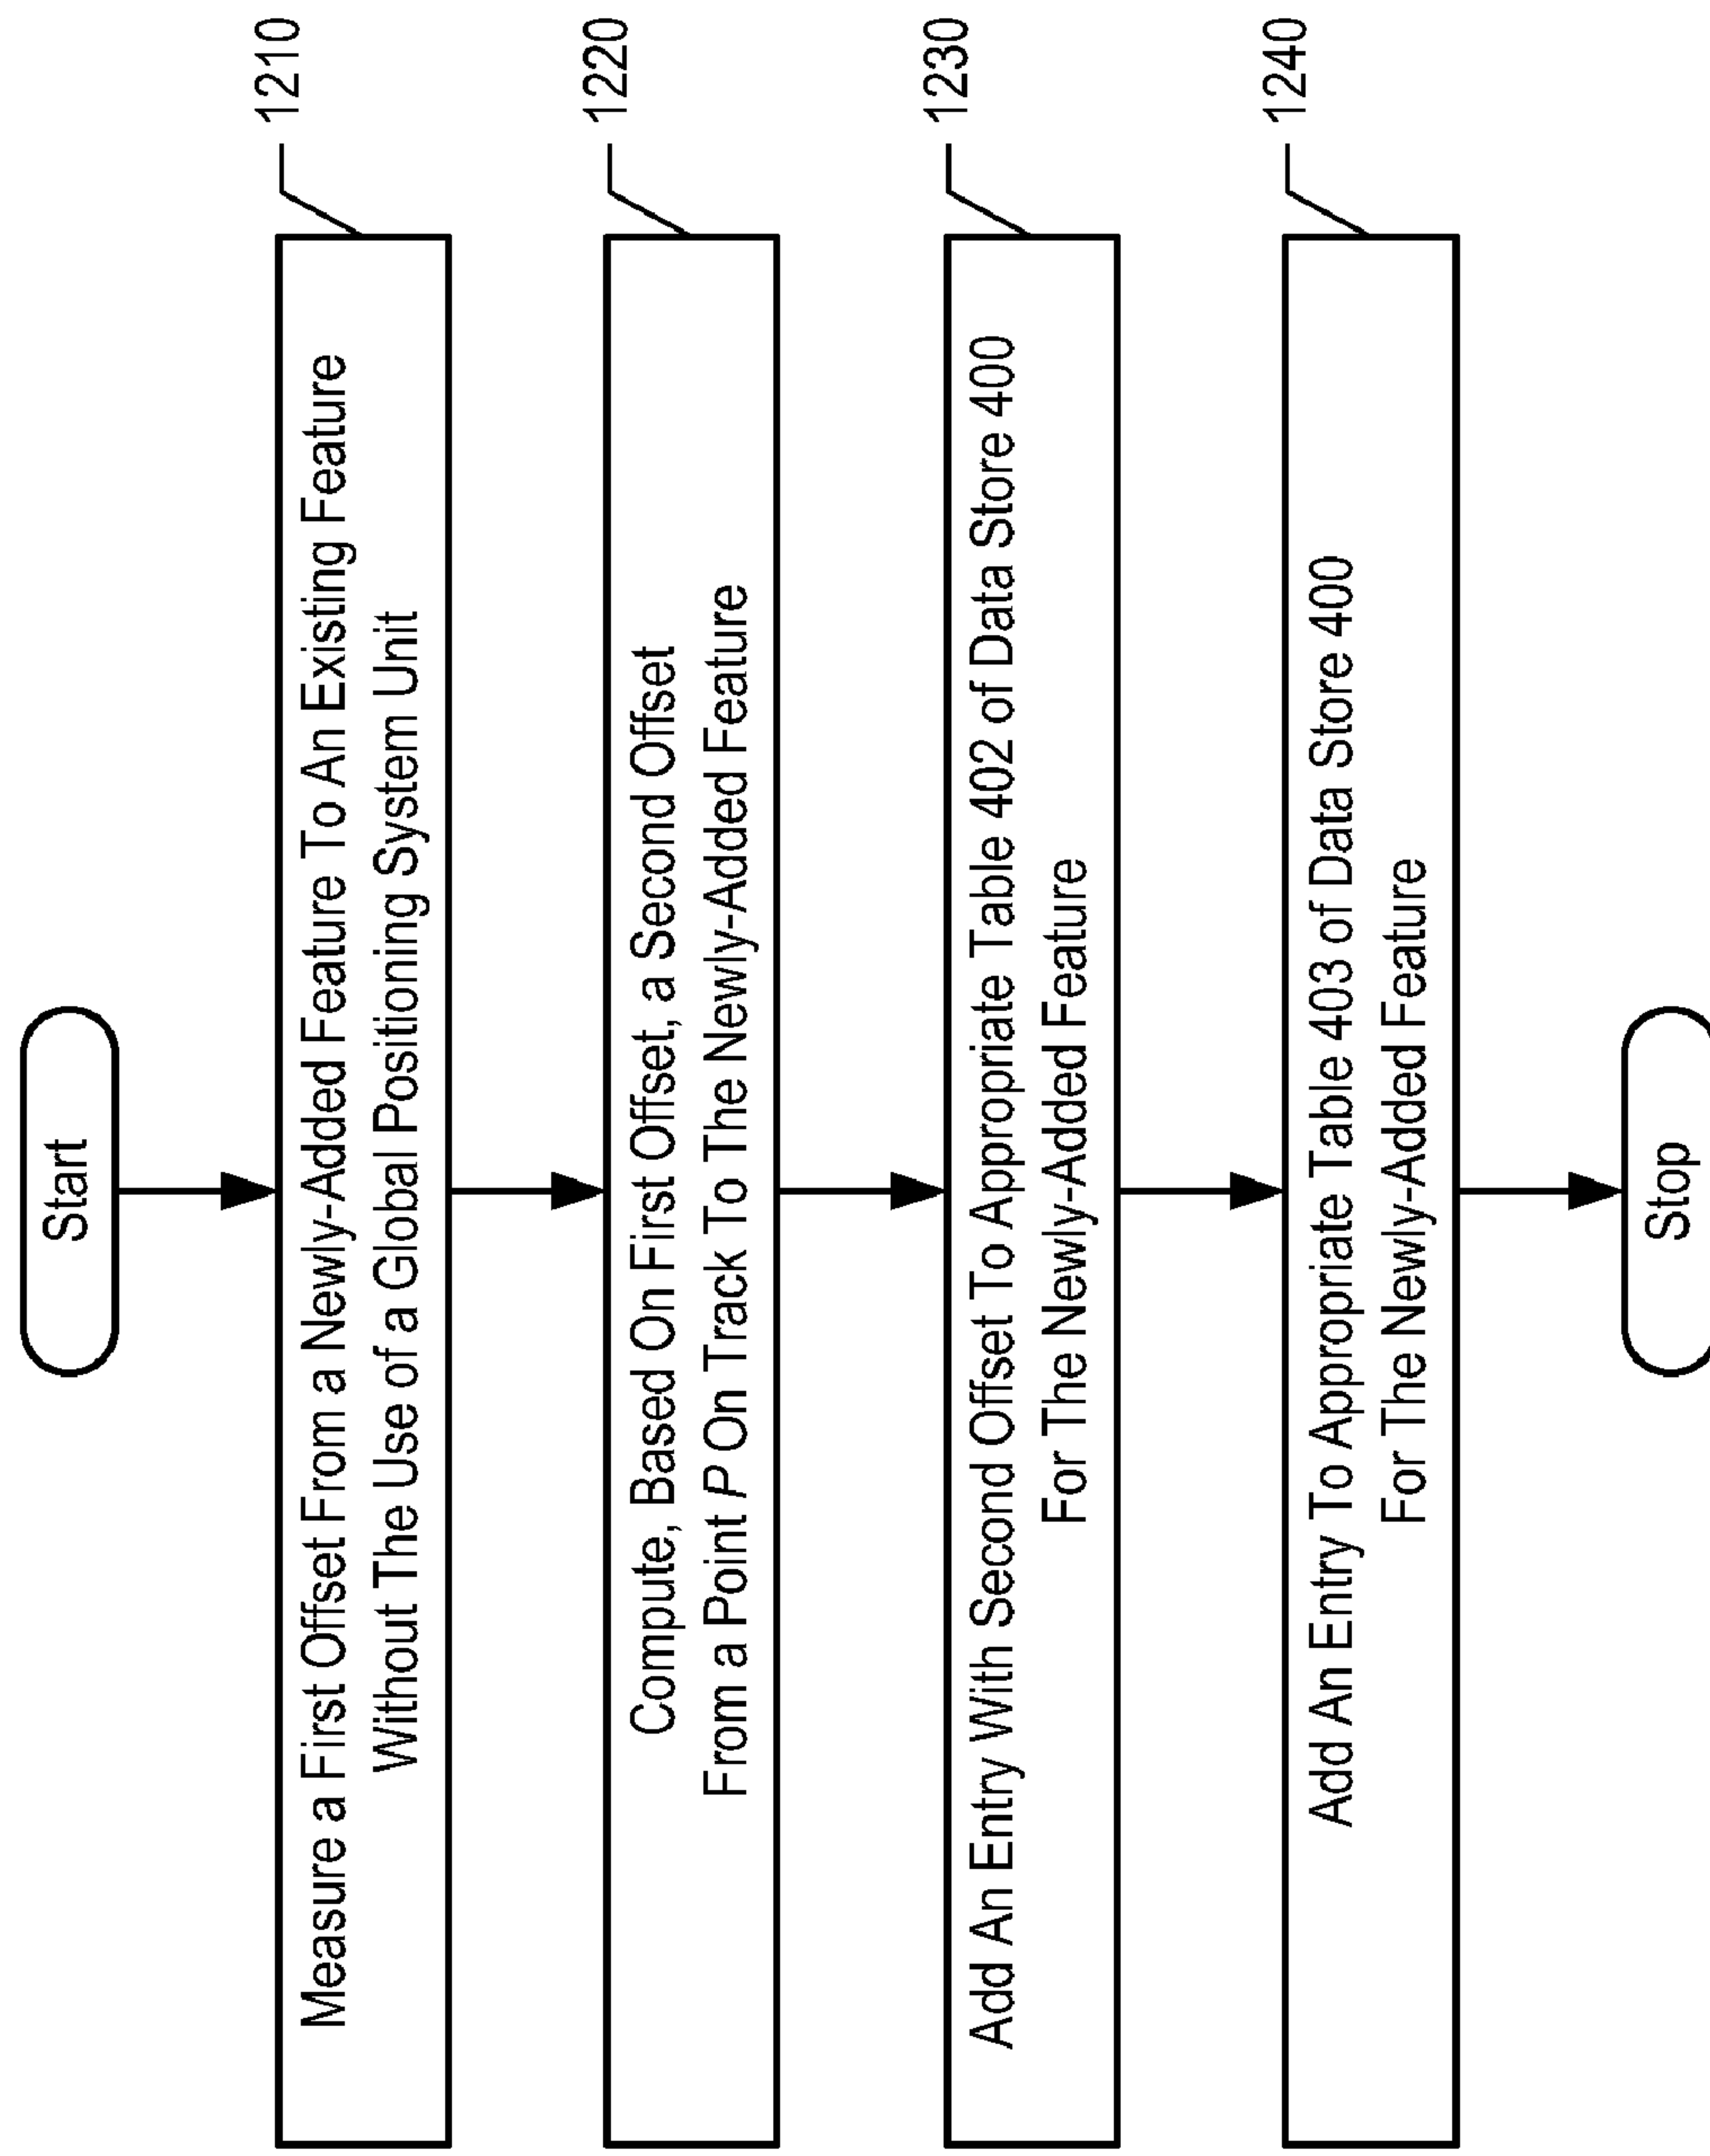 Start
Measure a First Offset From a Newly-Added Feature To An Existing Feature
Without The Use of a Global Positioning System Unit
1210
Compute, Based On First Offset, a Second Offset
From a Point P On Track To The Newly-Added Feature
1220
Add An Entry With Second Offset To Appropriate Table 402 of Data Store 400
For The Newly-Added Feature
1230
Add An Entry To Appropriate Table 403 of Data Store 400
For The Newly-Added Feature
1240
Stop